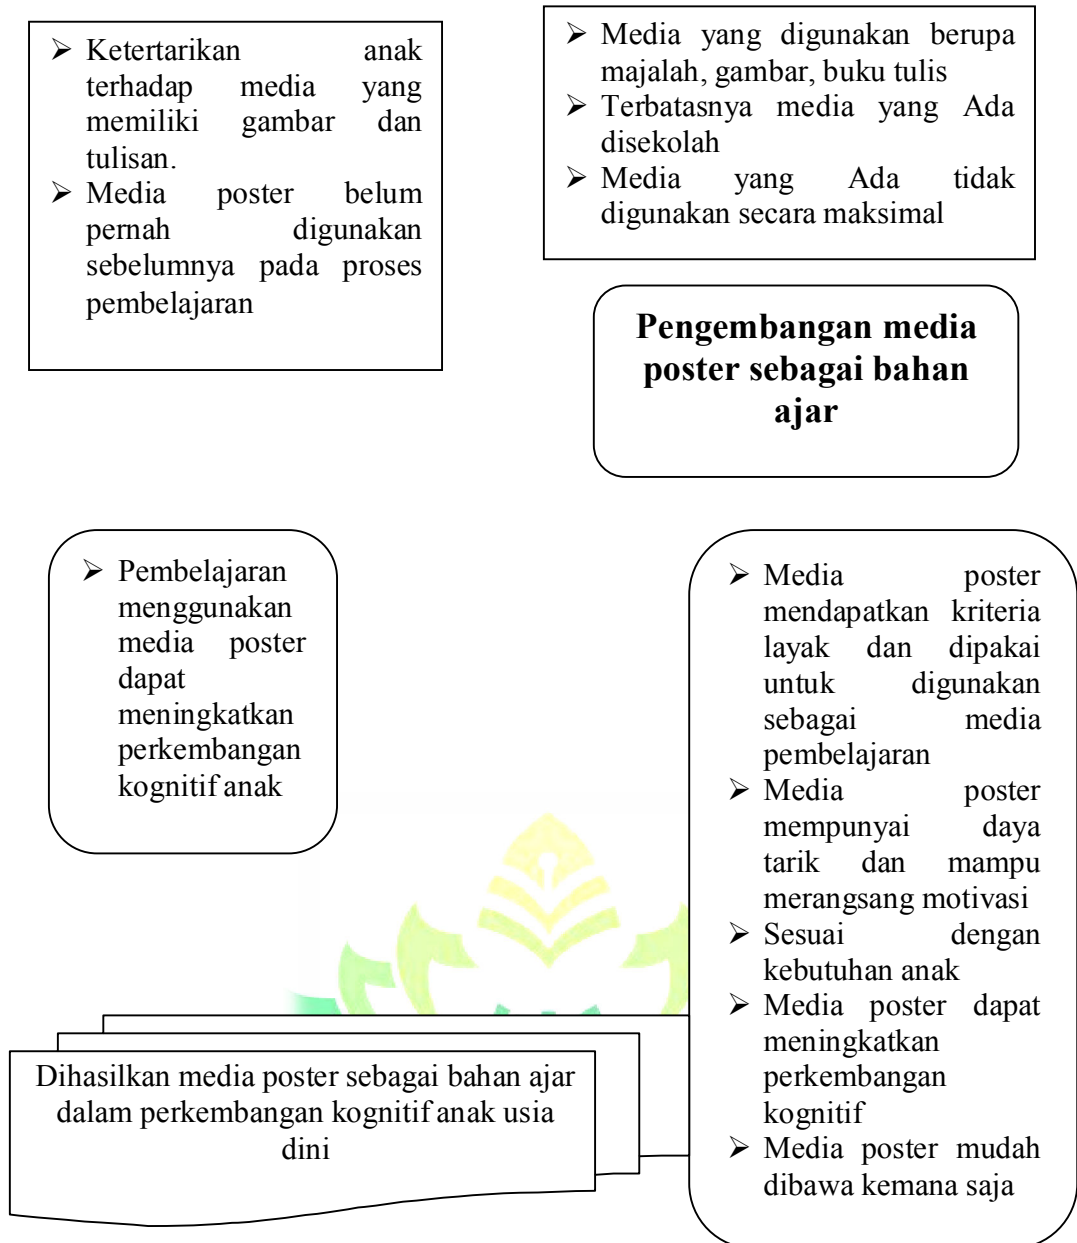 ➢ Ketertarikan anak
terhadap media yang
memiliki gambar dan
tulisan.
➢ Media poster belum
pernah digunakan
sebelumnya pada proses
pembelajaran
➢ Media yang digunakan berupa
majalah, gambar, buku tulis
➢ Terbatasnya media yang Ada
disekolah
➢ Media yang Ada tidak
digunakan secara maksimal
Pengembangan media
poster sebagai bahan
ajar
➢ Pembelajaran
menggunakan
media poster
dapat
meningkatkan
perkembangan
kognitif anak
➢ Media poster
mendapatkan kriteria
layak dan dipakai
untuk digunakan
sebagai media
pembelajaran
➢ Media poster
mempunyai daya
tarik dan mampu
merangsang motivasi
➢ Sesuai dengan
kebutuhan anak
➢ Media poster dapat
meningkatkan
perkembangan
kognitif
➢ Media poster mudah
dibawa kemana saja
Dihasilkan media poster sebagai bahan ajar
dalam perkembangan kognitif anak usia
dini